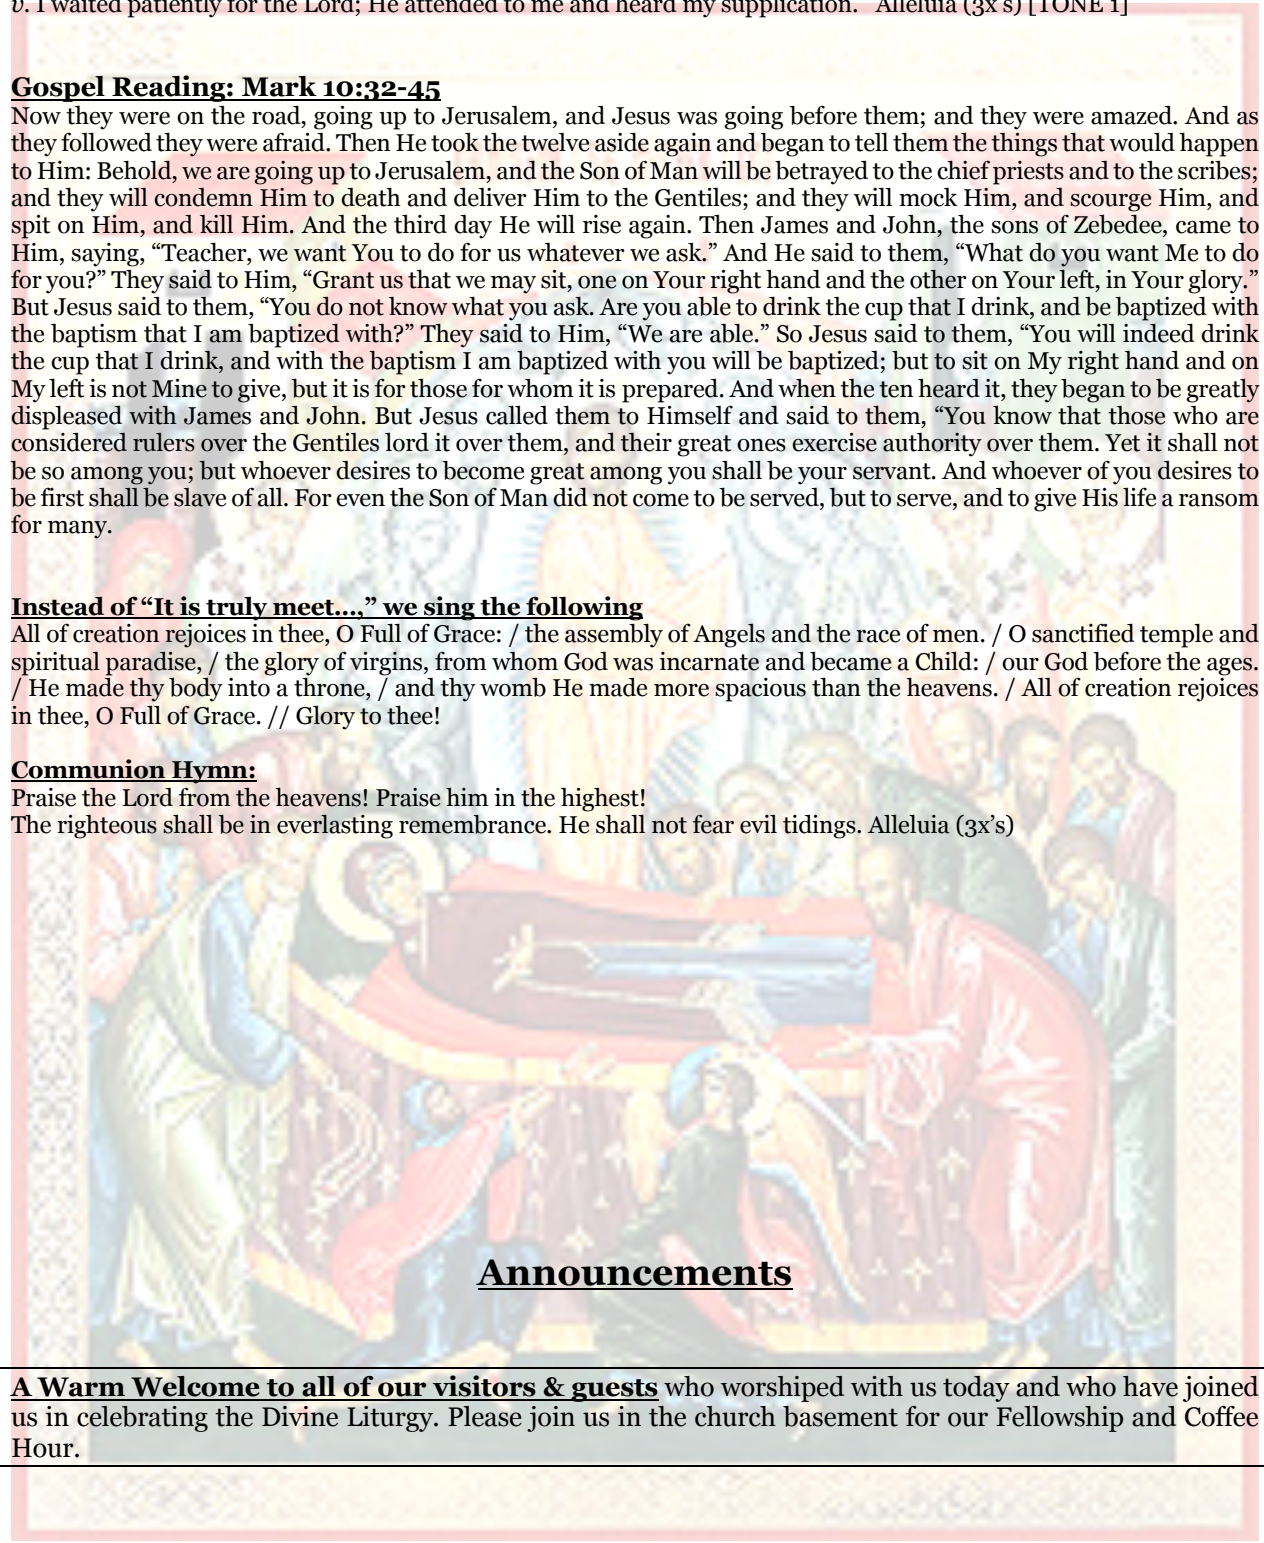 v. I waited patiently for the Lord; He attended to me and heard my supplication.   Alleluia (3x's) [TONE 1]
Gospel Reading: Mark 10:32-45
Now they were on the road, going up to Jerusalem, and Jesus was going before them; and they were amazed. And as
they followed they were afraid. Then He took the twelve aside again and began to tell them the things that would happen
to Him: Behold, we are going up to Jerusalem, and the Son of Man will be betrayed to the chief priests and to the scribes;
and they will condemn Him to death and deliver Him to the Gentiles; and they will mock Him, and scourge Him, and
spit on Him, and kill Him. And the third day He will rise again. Then James and John, the sons of Zebedee, came to
Him, saying, “Teacher, we want You to do for us whatever we ask.” And He said to them, “What do you want Me to do
for you?” They said to Him, “Grant us that we may sit, one on Your right hand and the other on Your left, in Your glory.”
But Jesus said to them, “You do not know what you ask. Are you able to drink the cup that I drink, and be baptized with
the baptism that I am baptized with?” They said to Him, “We are able.” So Jesus said to them, “You will indeed drink
the cup that I drink, and with the baptism I am baptized with you will be baptized; but to sit on My right hand and on
My left is not Mine to give, but it is for those for whom it is prepared. And when the ten heard it, they began to be greatly
displeased with James and John. But Jesus called them to Himself and said to them, “You know that those who are
considered rulers over the Gentiles lord it over them, and their great ones exercise authority over them. Yet it shall not
be so among you; but whoever desires to become great among you shall be your servant. And whoever of you desires to
be first shall be slave of all. For even the Son of Man did not come to be served, but to serve, and to give His life a ransom
for many.
Instead of “It is truly meet…,” we sing the following
All of creation rejoices in thee, O Full of Grace: / the assembly of Angels and the race of men. / O sanctified temple and
spiritual paradise, / the glory of virgins, from whom God was incarnate and became a Child: / our God before the ages.
/ He made thy body into a throne, / and thy womb He made more spacious than the heavens. / All of creation rejoices
in thee, O Full of Grace. // Glory to thee!
Communion Hymn:
Praise the Lord from the heavens! Praise him in the highest!
The righteous shall be in everlasting remembrance. He shall not fear evil tidings. Alleluia (3x’s)
Announcements
A Warm Welcome to all of our visitors & guests who worshiped with us today and who have joined
us in celebrating the Divine Liturgy. Please join us in the church basement for our Fellowship and Coffee
Hour.